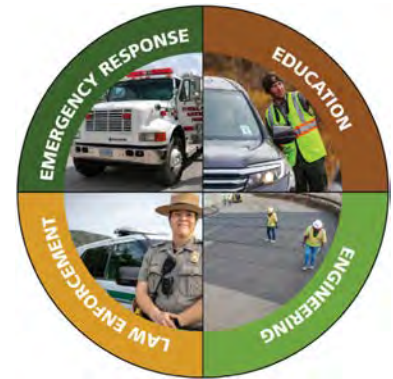 EMERGENCY RESPONSE
EDUCATION
LAW ENFORCEMENT
ENGINEERING